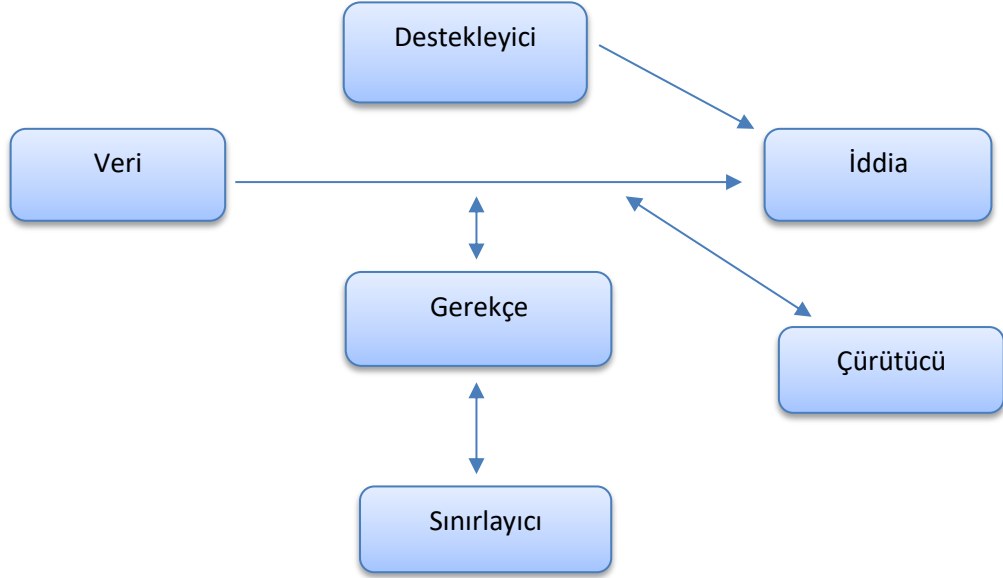 Destekleyici
Veri
İddia
Gerekçe
Çürütücü
Sınırlayıcı